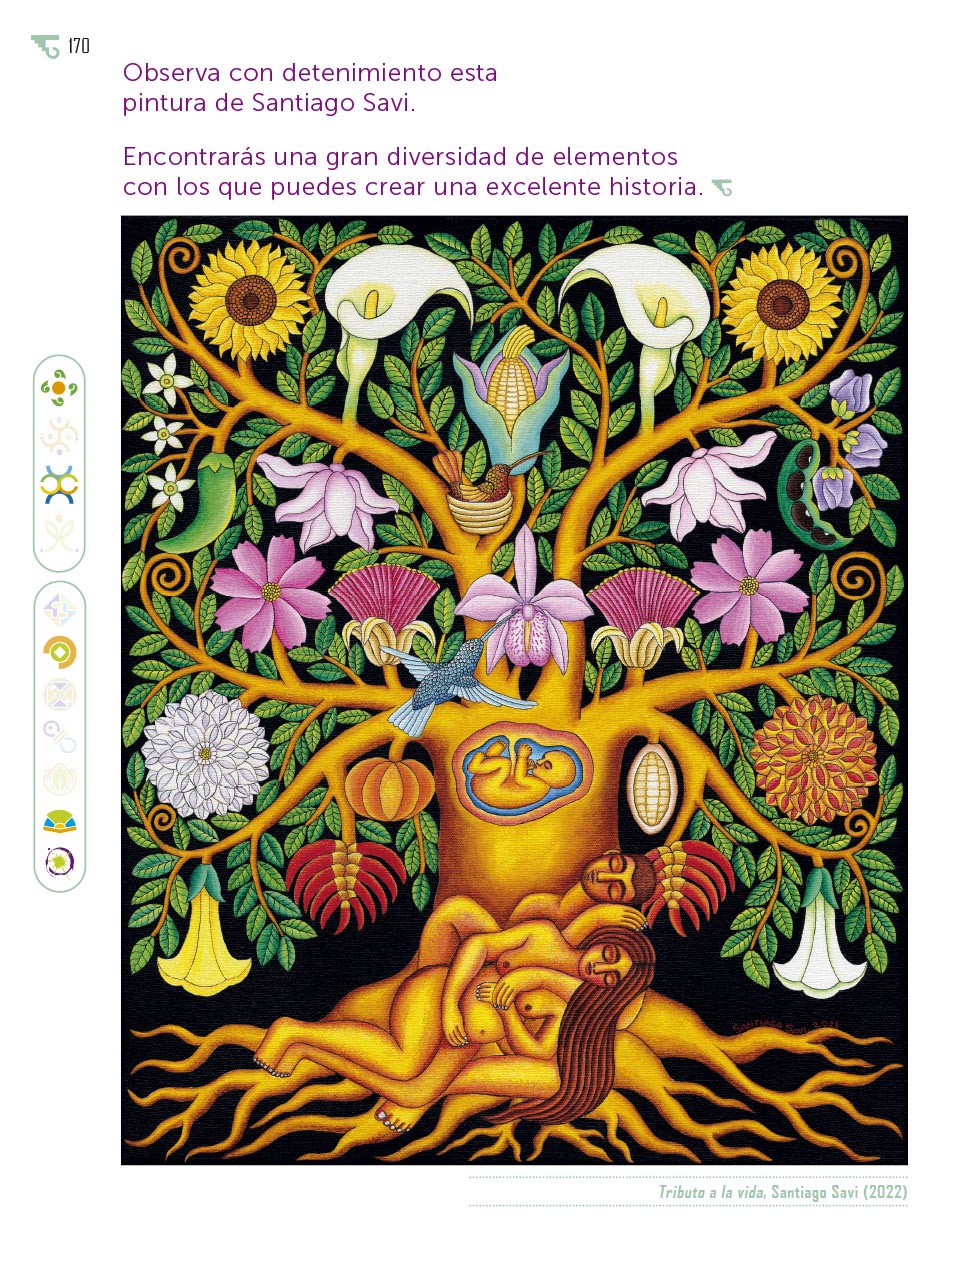 170
Observa con detenimiento esta
pintura de Santiago Savi.
Encontrarás una gran diversidad de elementos
con los que puedes crear una excelente historia.
Tributo a la vida, Santiago Savi (2022)